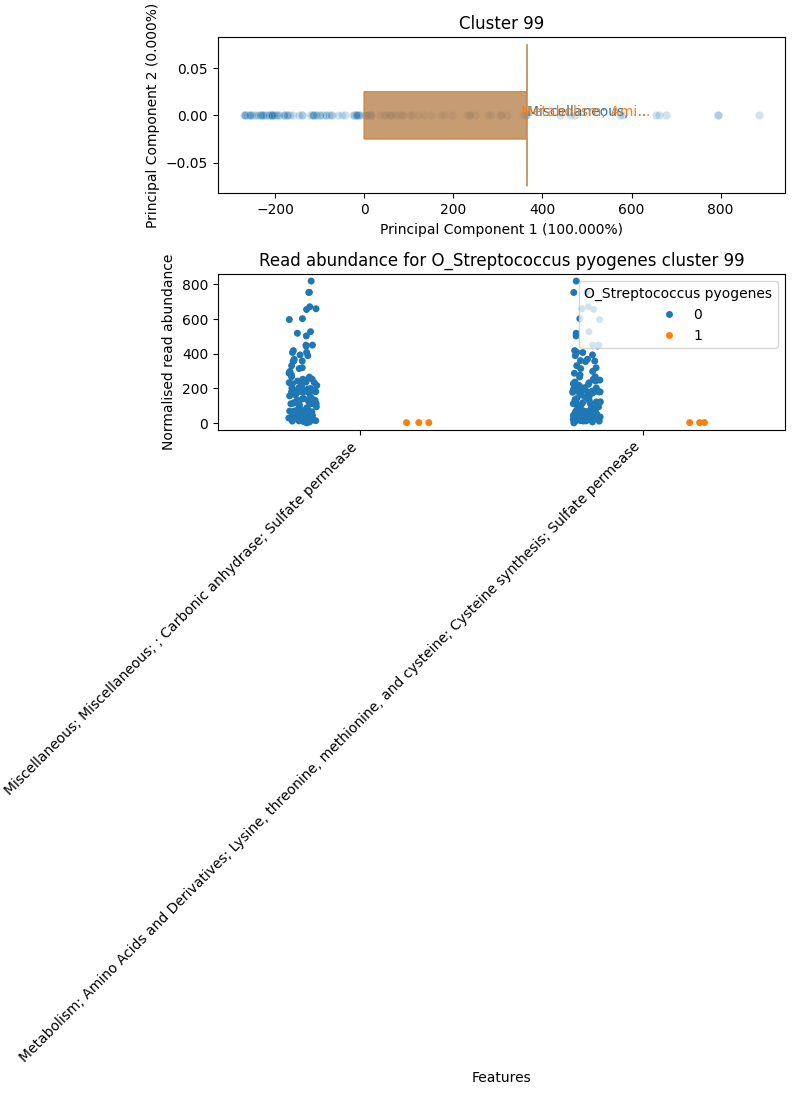 Cluster 99
Principal Component 2 (0.000%)
0.05
0.00
−0.05
Miscellaneous;
−200
0
200
400
600
800
Principal Component 1 (100.000%)
Read abundance for O_Streptococcus pyogenes cluster 99
Normalised read abundance
800
600
400
200
0
O_Streptococcus pyogenes
0
1
Miscellaneous; Miscellaneous; ; Carbonic anhydrase; Sulfate permease
Metabolism; Amino Acids and Derivatives; Lysine, threonine, methionine, and cysteine; Cysteine synthesis; Sulfate permease
Features